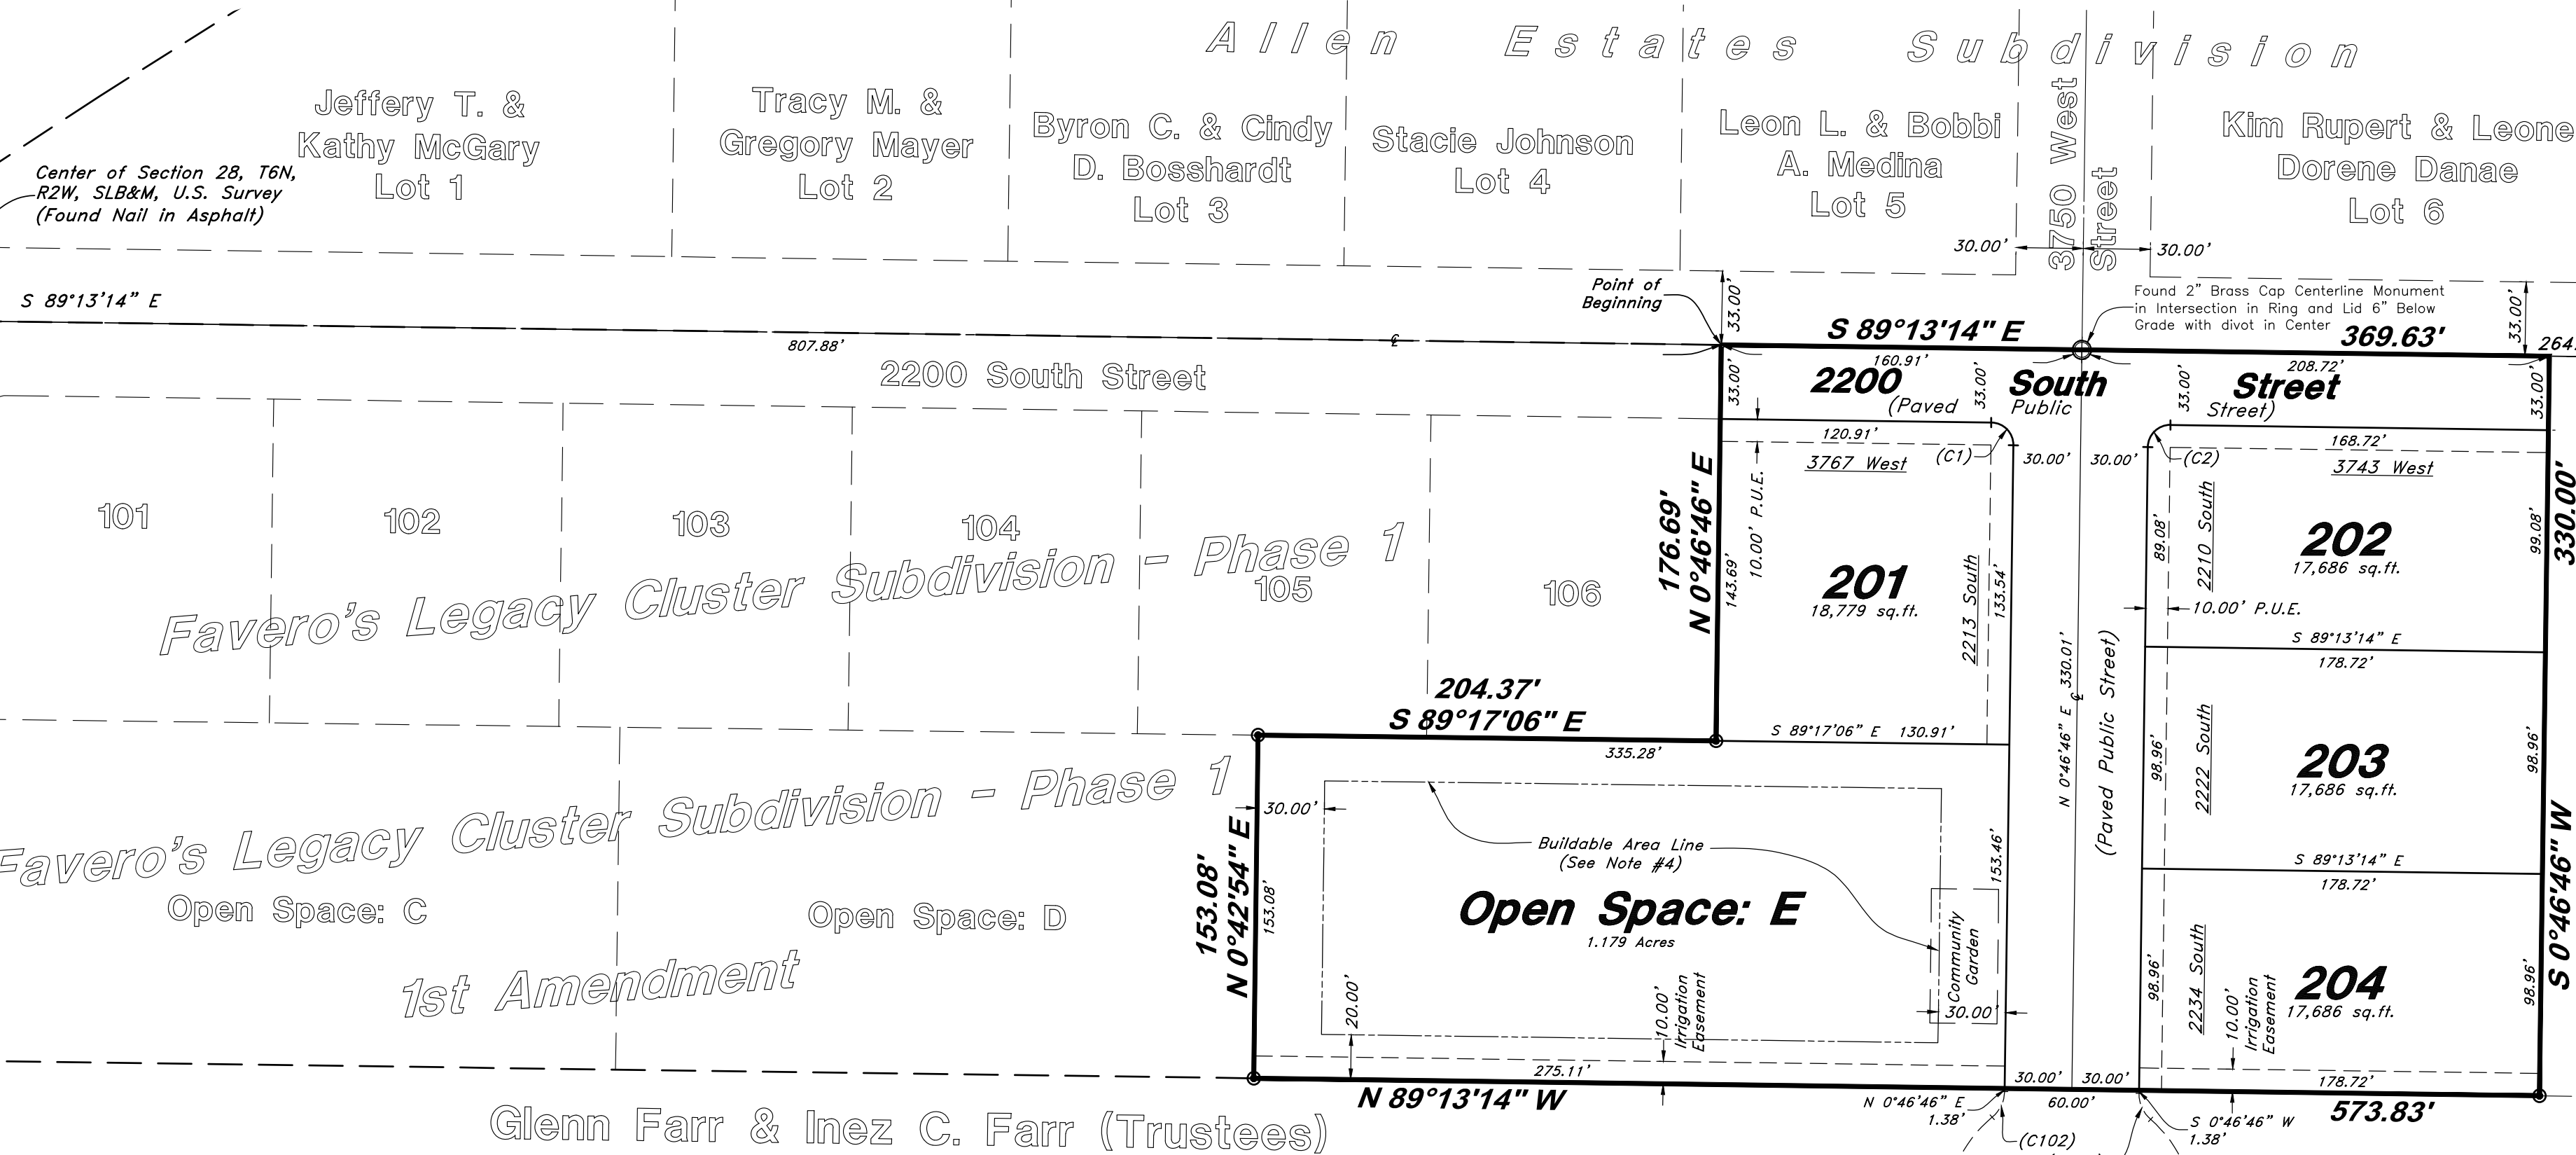 Allen Estates Subdivision
Jeffery T. &
Kathy McGary
Lot 1
Tracy M. &
Gregory Mayer
Lot 2
Byron C. & Cindy
D. Bosshardt
Lot 3
Stacie Johnson
Lot 4
Leon L. & Bobbi
A. Medina
Lot 5
3750 West
Street
Kim Rupert & Leone
Dorene Danae
Lot 6
Center of Section 28, T6N,
R2W, SLB&M, U.S. Survey
(Found Nail in Asphalt)
30.00'
30.00'
S 89°13'14" E
807.88'
2200 South Street
Point of
Beginning
33.00'
S 89°13'14" E
Found 2" Brass Cap Centerline Monument
in Intersection in Ring and Lid 6" Below
Grade with divot in Center
369.63'
33.00'
264.
160.91'
208.72'
2200 South Street
(Paved Public Street)
33.00'
33.00'
33.00'
33.00'
120.91'
168.72'
3767 West
(C1)
30.00'
30.00'
(C2)
3743 West
10.00' P.U.E.
176.69'
N 0°46'46" E
143.69'
201
18,779 sq.ft.
2213 South
133.54'
89.08'
2210 South
202
17,686 sq.ft.
99.08'
330.00'
10.00' P.U.E.
S 89°13'14" E
178.72'
101
102
103
104
105
106
Favero's Legacy Cluster Subdivision - Phase 1
204.37'
S 89°17'06" E
S 89°17'06" E 130.91'
335.28'
N 0°46'46" E 330.01'
℄
(Paved Public Street)
98.96'
2222 South
203
17,686 sq.ft.
98.96'
S 89°13'14" E
178.72'
S 0°46'46" W
Favero's Legacy Cluster Subdivision - Phase 1
Open Space: C
Open Space: D
1st Amendment
30.00'
153.08'
N 0°42'54" E
153.08'
Buildable Area Line
(See Note #4)
Open Space: E
1.179 Acres
153.46'
Community
Garden
30.00'
20.00'
10.00'
Irrigation
Easement
98.96'
2234 South
204
17,686 sq.ft.
98.96'
10.00'
Irrigation
Easement
275.11'
30.00'
30.00'
178.72'
N 89°13'14" W
N 0°46'46" E
1.38'
60.00'
S 0°46'46" W
1.38'
573.83'
(C102)
Glenn Farr & Inez C. Farr (Trustees)
℄